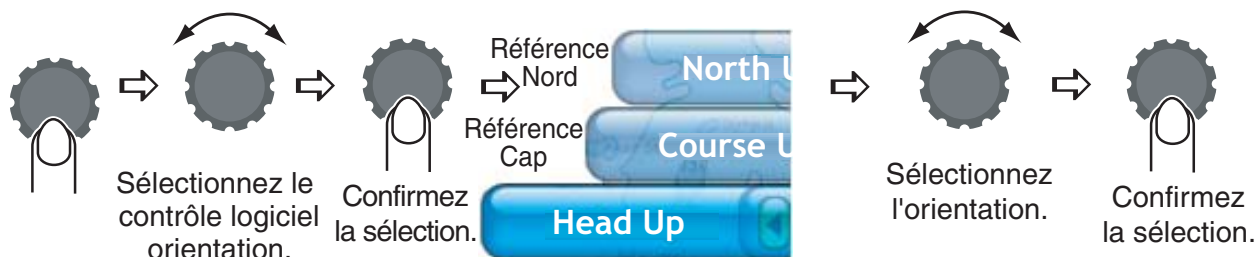 Sélectionnez le
contrôle logiciel
orientation.
Confirmez
la sélection.
Référence
Nord
North U
Référence
Cap
Course U
Head Up
Sélectionnez
l'orientation.
Confirmez
la sélection.